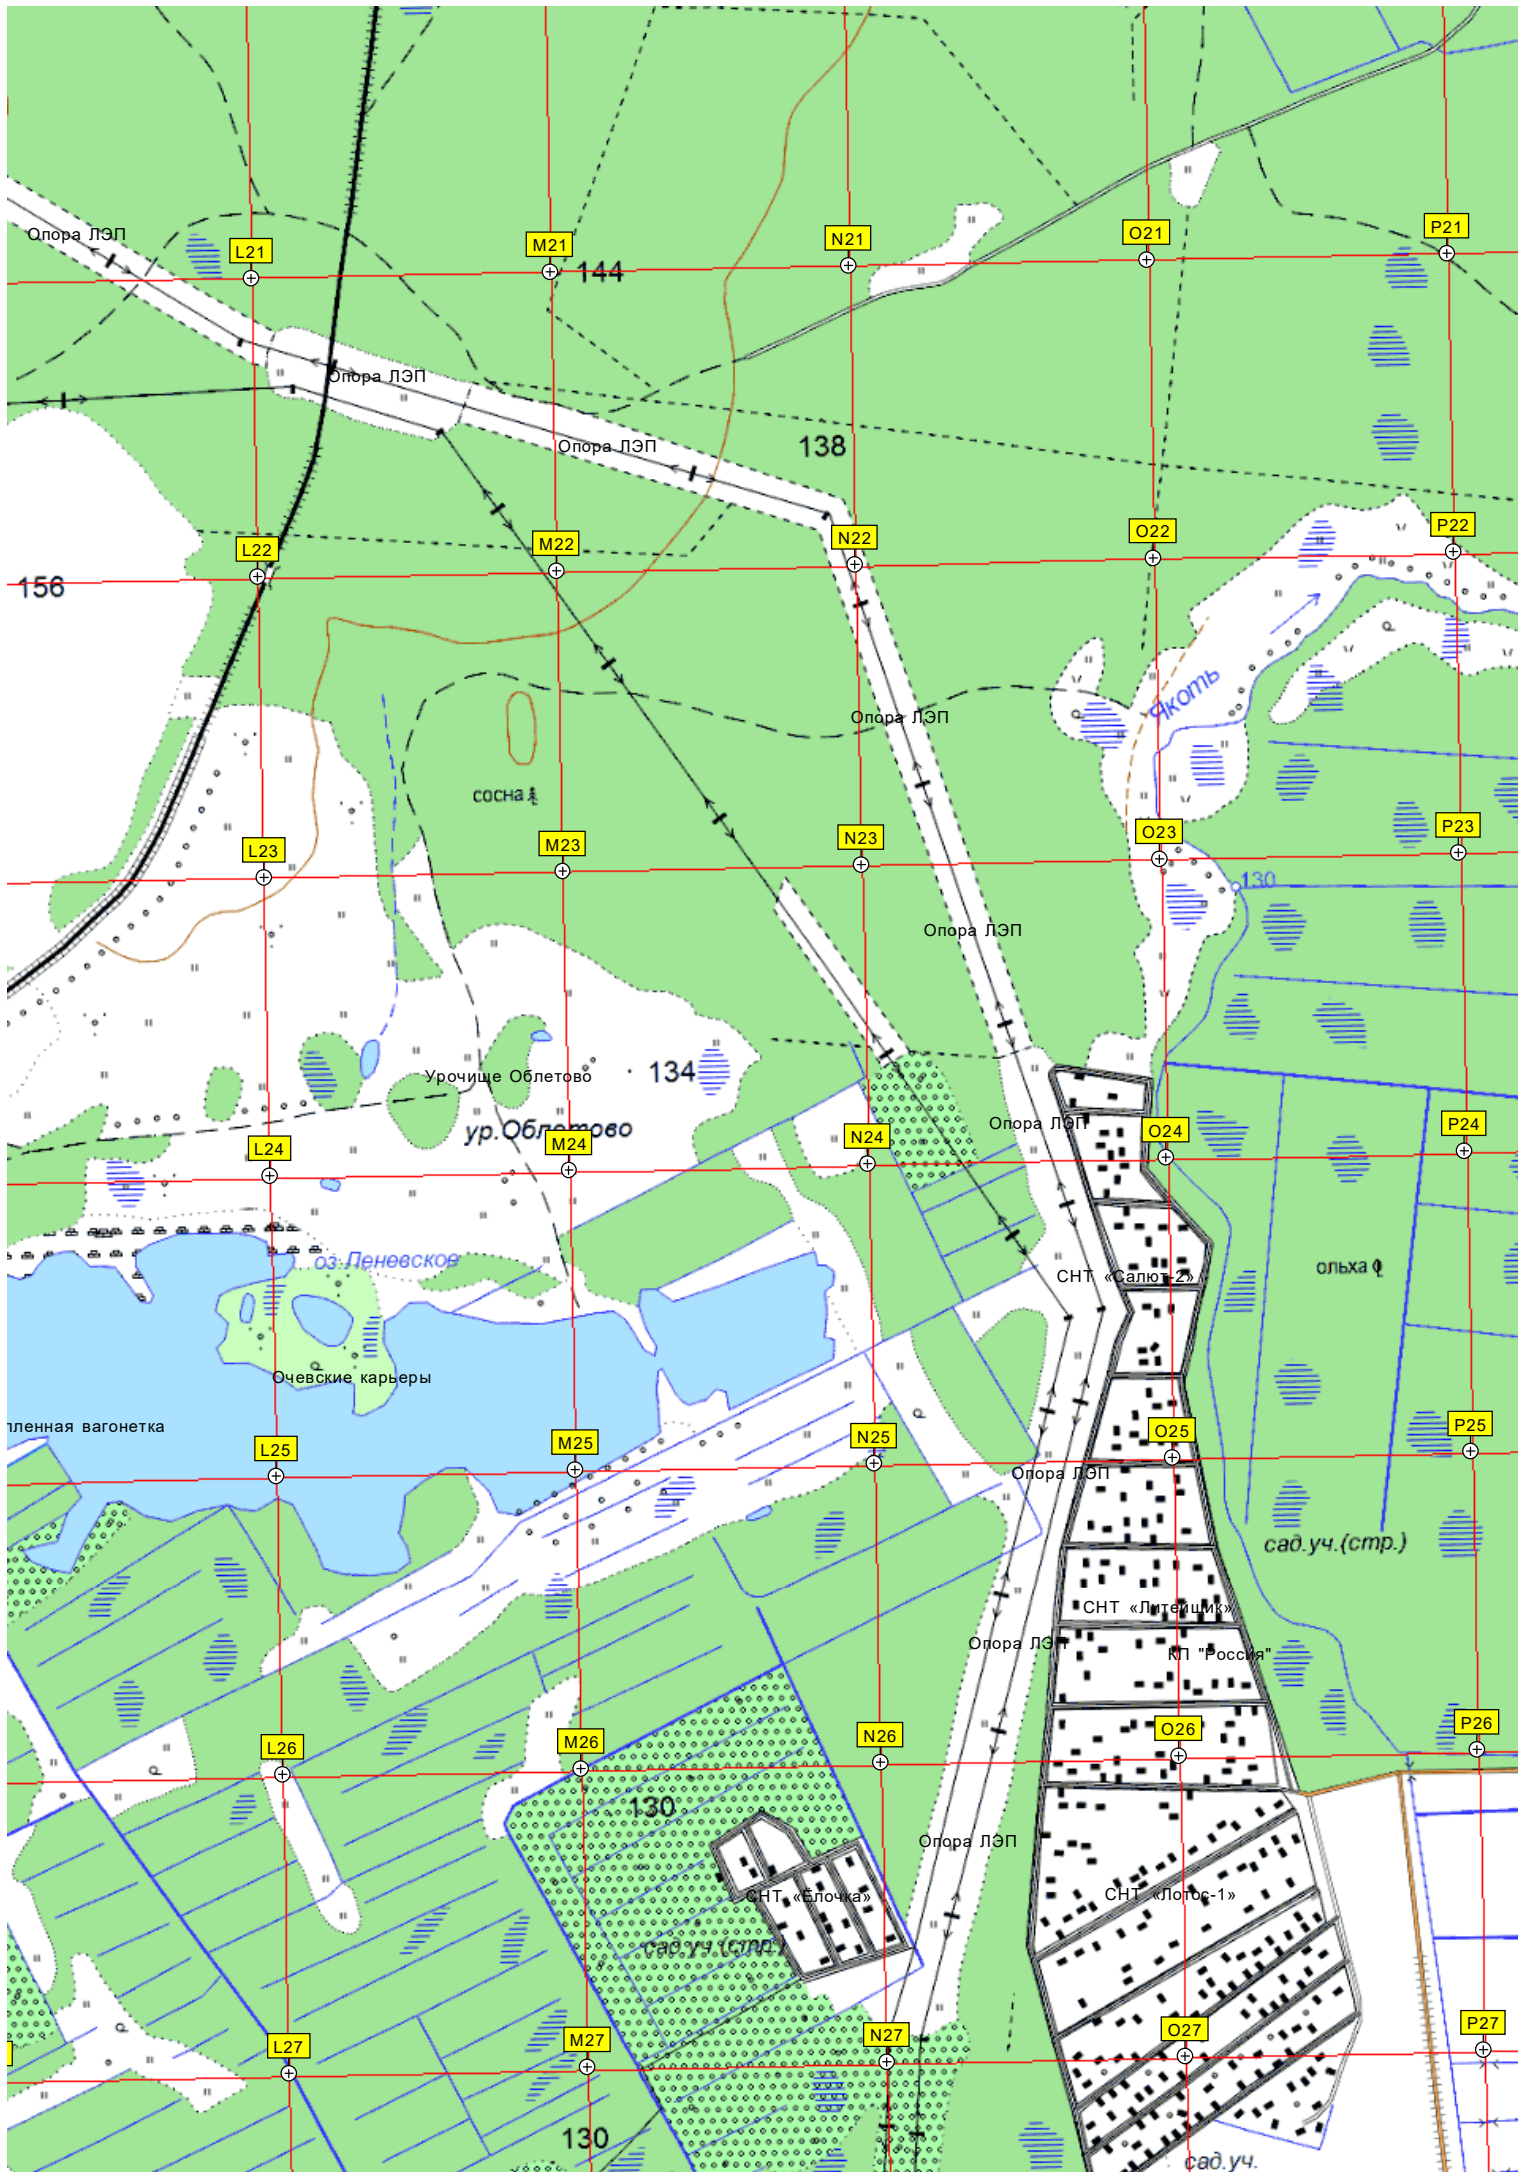 Опора ЛЭП
L21
M21
144
N21
O21
P21
Опора ЛЭП
Опора ЛЭП
138
156
L22
M22
N22
O22
P22
Якоть
Опора ЛЭП
сосна
L23
M23
N23
O23
P23
130
Опора ЛЭП
134
Урочище Облетово
ур.Облетово
Опора ЛЭП
L24
M24
N24
O24
P24
оз.Леневское
СНТ «Салют-2»
ольха
Очевские карьеры
вагонетка
L25
M25
N25
O25
P25
Опора ЛЭП
сад.уч.(стр.)
СНТ «Литейщик»
Опора ЛЭП
КП "Россия"
L26
M26
N26
O26
P26
130
Опора ЛЭП
СНТ «Ёлочка»
СНТ «Лотос-1»
сад.уч.(стр.)
L27
M27
N27
O27
P27
130
сад.уч.